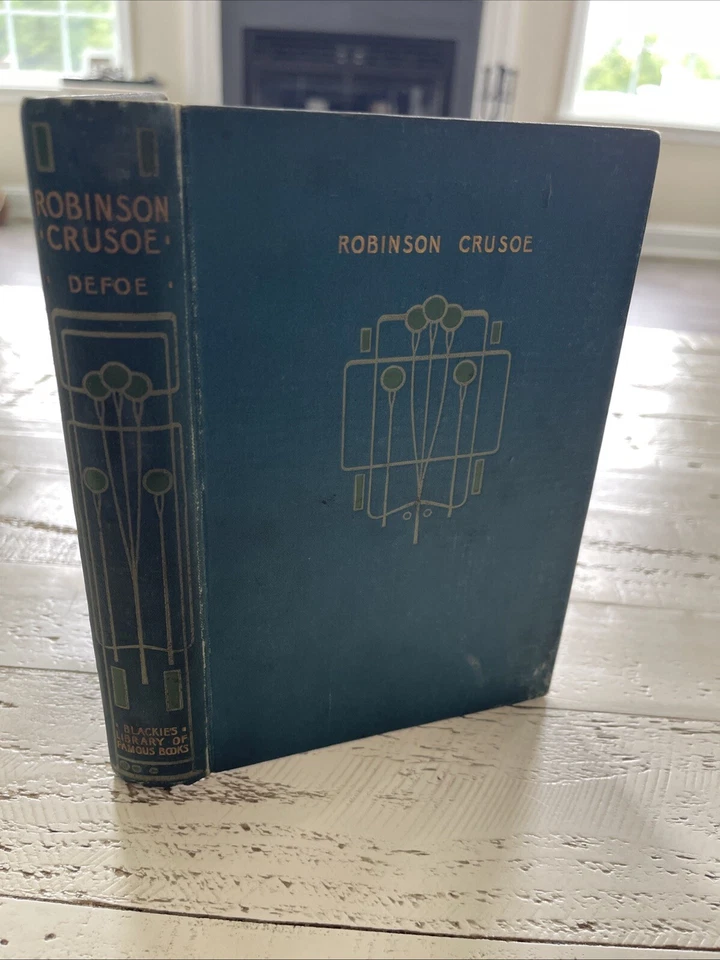 ROBINSON
·CRUSOE·
· DEFOE ·
· BLACKIE'S ·
LIBRARY OF
FAMOUS BOOKS
ROBINSON CRUSOE